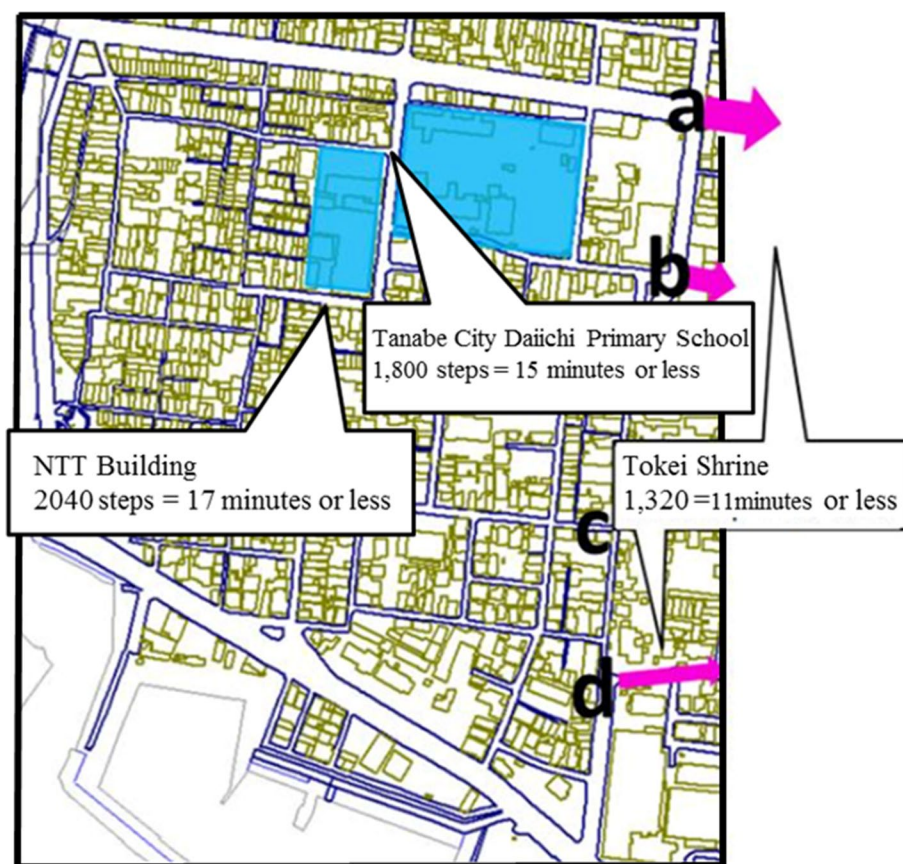 a
b
Tanabe City Daiichi Primary School
1,800 steps = 15 minutes or less
NTT Building
2040 steps = 17 minutes or less
Tokei Shrine
1,320 =11minutes or less
c
d